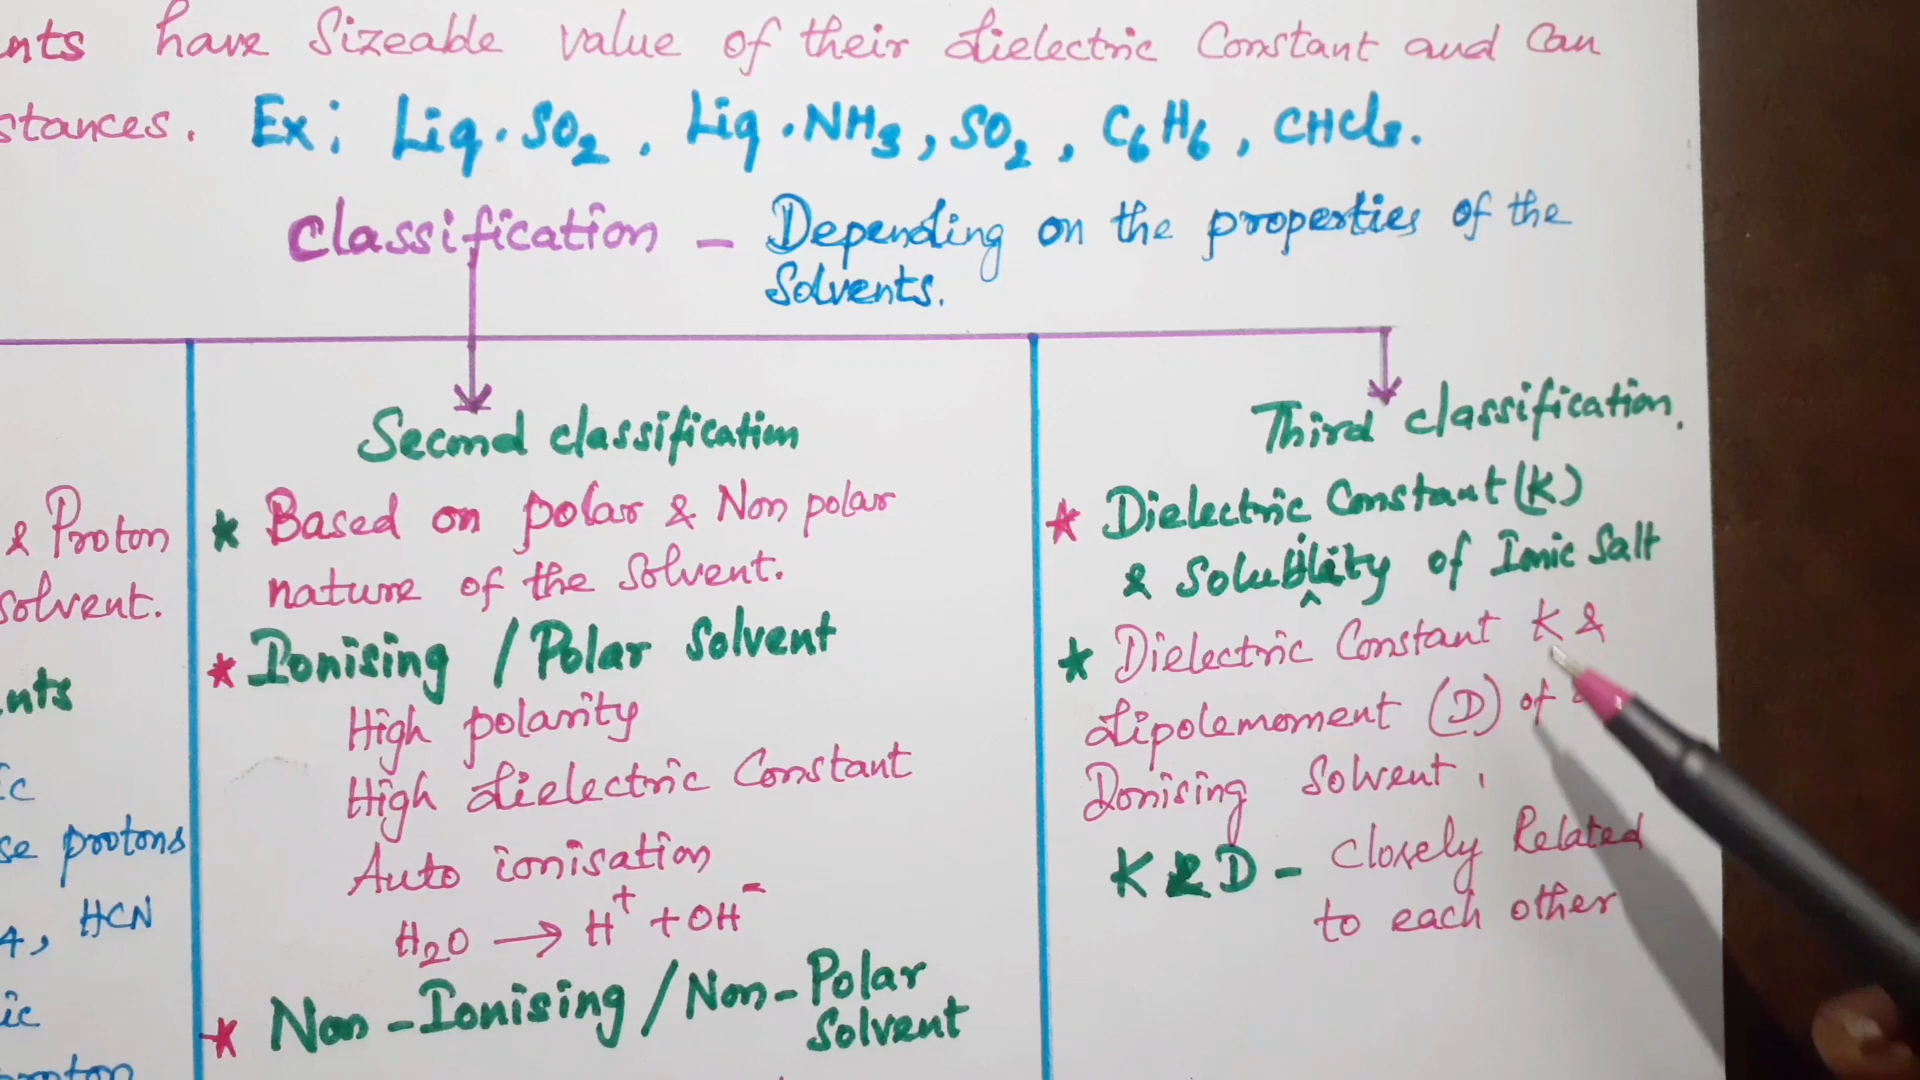 nts have Sizeable value of their dielectric Constant and can
stances. Ex: Liq. SO2, Liq. NH3, SO2, C6H6, CHCl3.
Classification - Depending on the properties of the
Solvents.
& Proton
solvent.
nts
ic
se protons
4, HCN
ic
proton
Second classification
* Based on polar & Non polar
nature of the solvent.
* Ionising / Polar solvent
High polarity
High dielectric Constant
Auto ionisation
H2O → H+ + OH-
* Non-Ionising / Non-Polar
Solvent
Third classification.
* Dielectric Constant (K)
& Solubility of Ionic Salt
* Dielectric Constant K &
dipolemoment (D) of
Ionising Solvent.
K & D - Closely Related
to each other